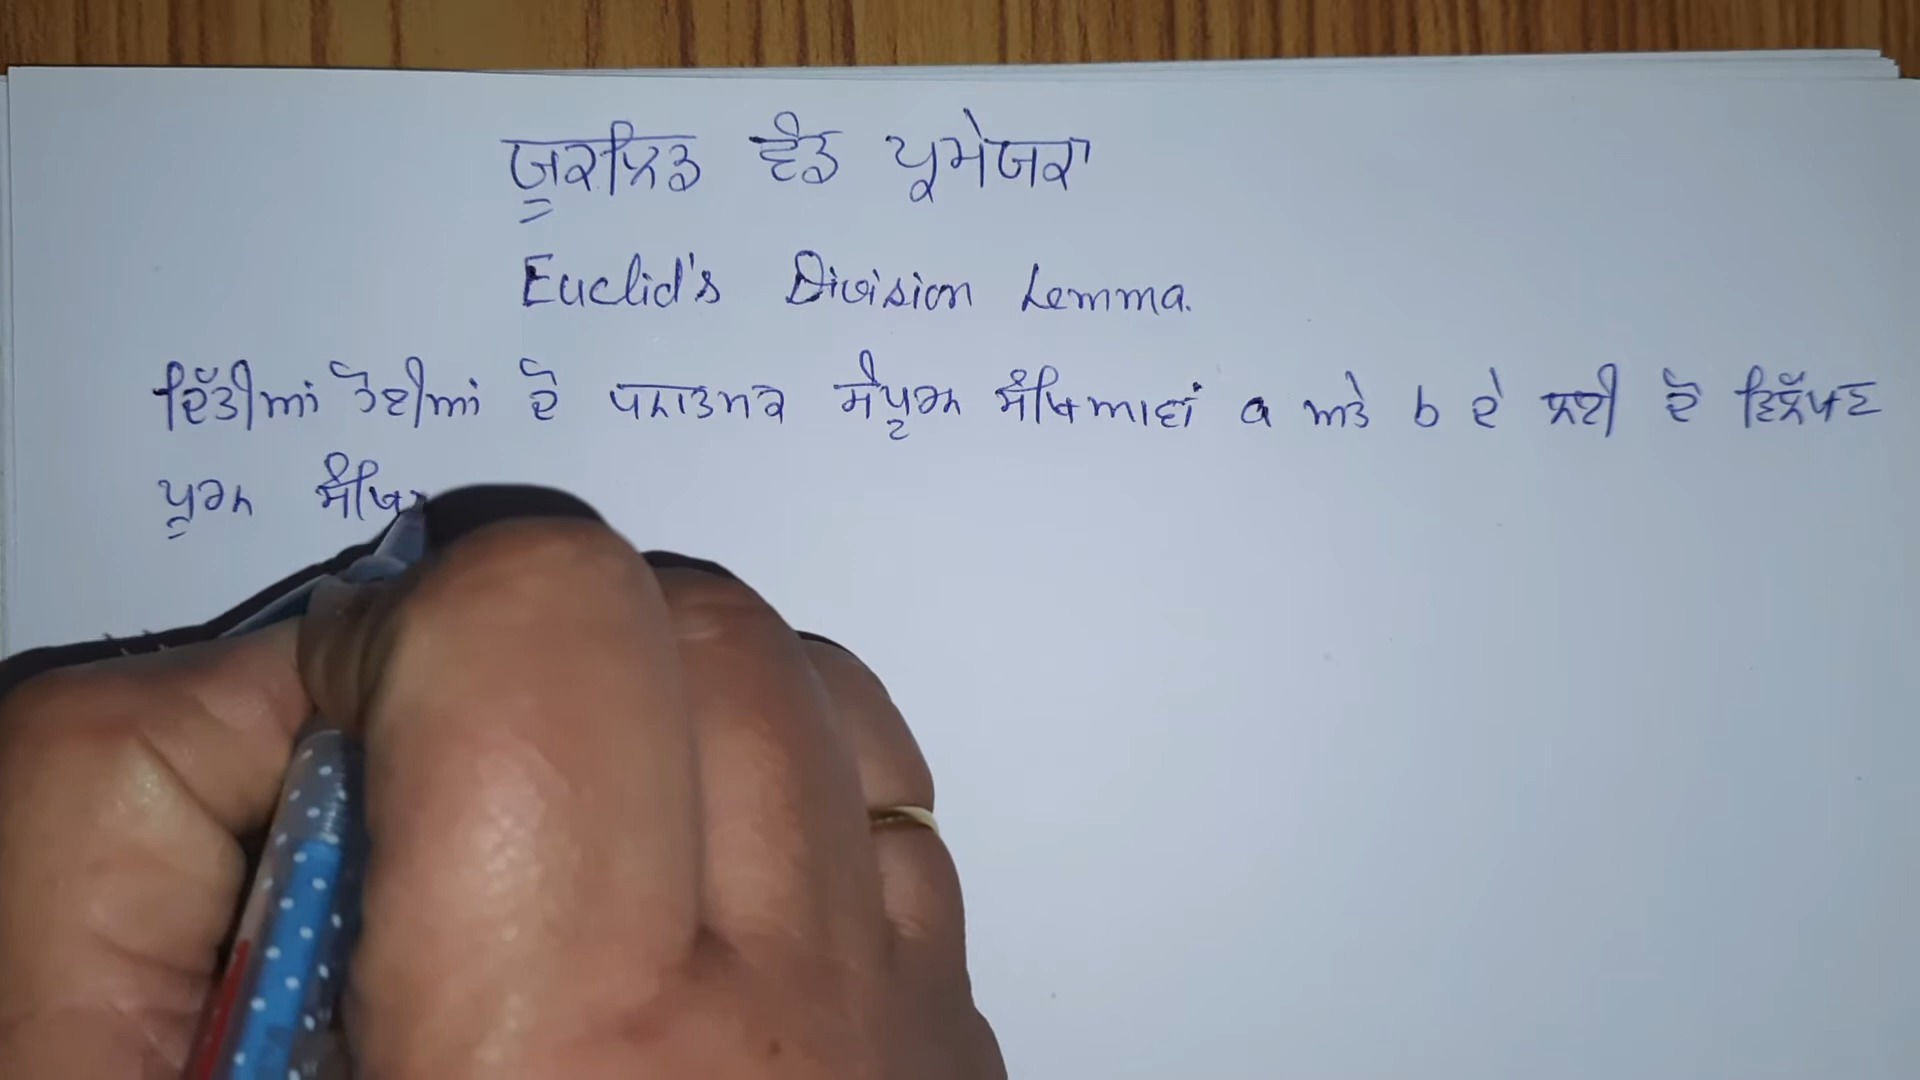 ਯੂਕਲਿਡ ਵੰਡ ਪ੍ਰਮੇਯਕਾ
Euclid's Division Lemma.
ਦਿੱਤੀਆਂ ਹੋਈਆਂ ਦੋ ਧਨਾਤਮਕ ਸੰਪੂਰਨ ਸੰਖਿਆਵਾਂ a ਅਤੇ b ਦੇ ਲਈ ਦੋ ਵਿਲੱਖਣ
ਪੂਰਨ